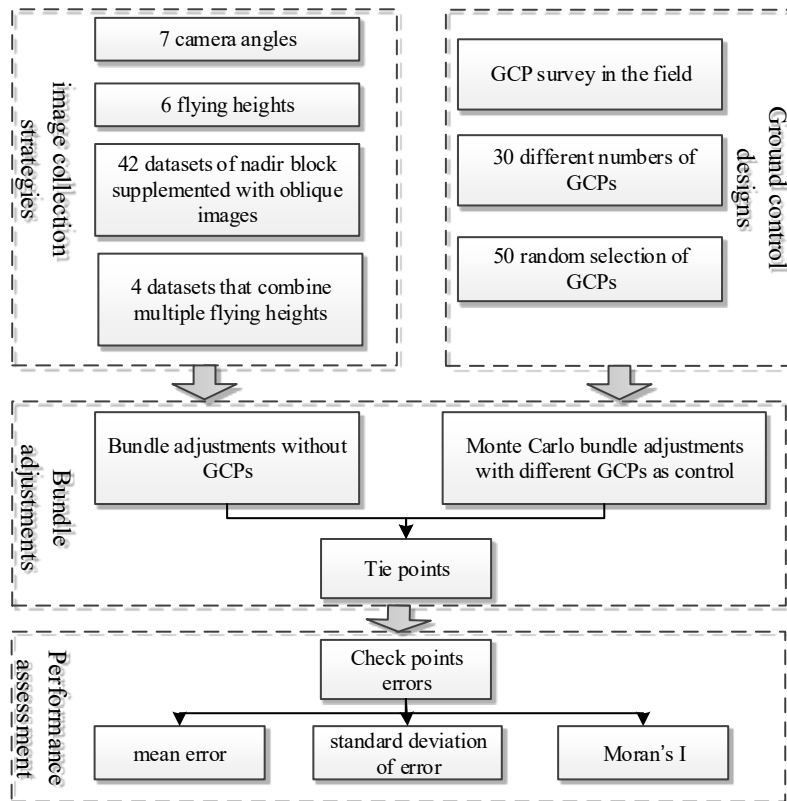 image collection
strategies
7 camera angles
6 flying heights
42 datasets of nadir block
supplemented with oblique
images
4 datasets that combine
multiple flying heights
Ground control
designs
GCP survey in the field
30 different numbers of
GCPs
50 random selection of
GCPs
Bundle
adjustments
Bundle adjustments without
GCPs
Monte Carlo bundle adjustments
with different GCPs as control
Tie points
Performance
assessment
Check points
errors
mean error
standard deviation
of error
Moran's I